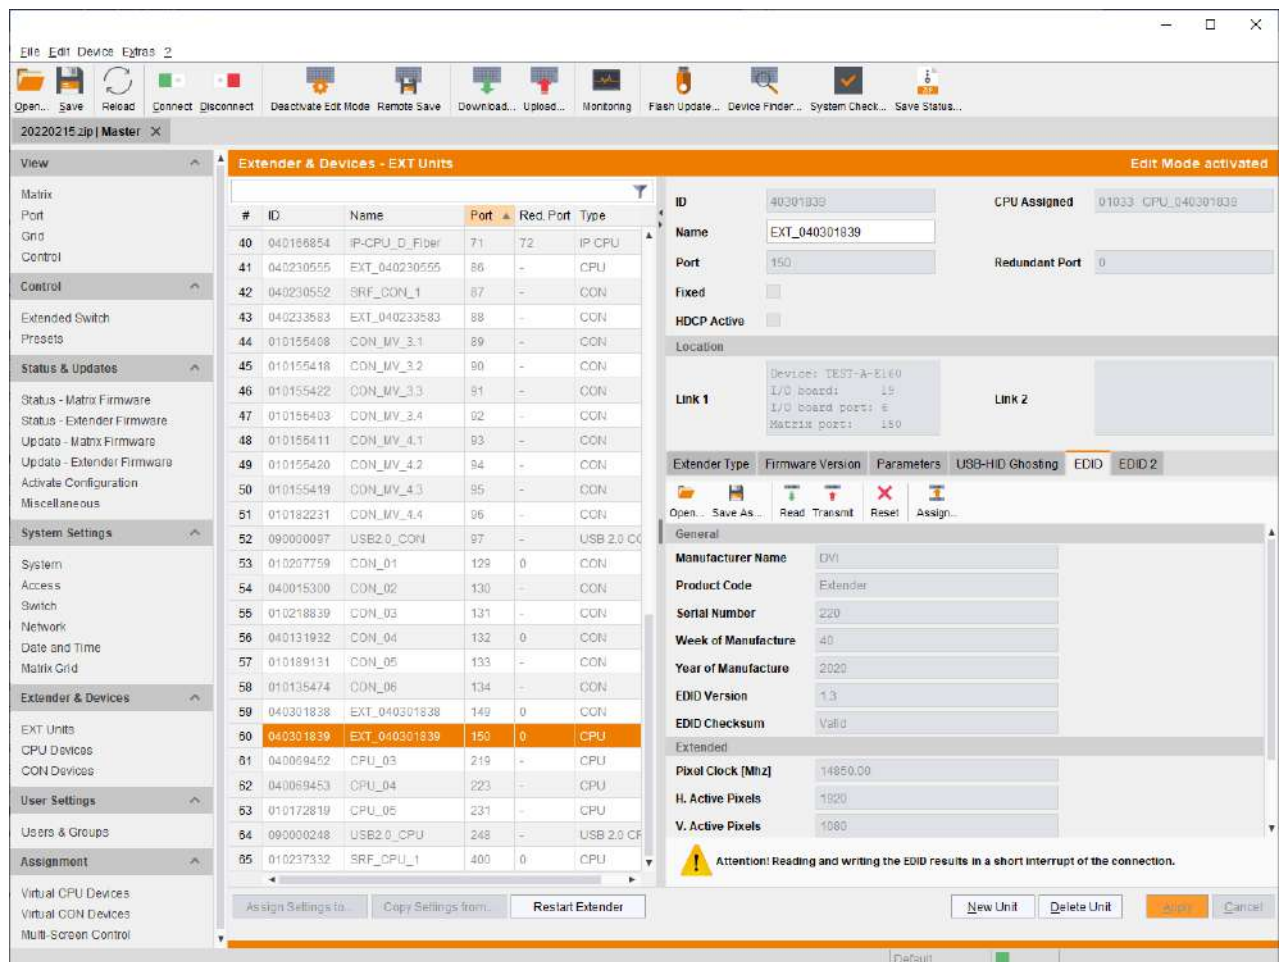 File Edit Device Extras ?
Open... Save Reload Connect Disconnect Deactivate Edit Mode Remote Save Download... Upload... Monitoring Flash Update... Device Finder... System Check... Save Status...
20220215.zip | Master X
View
Matrix
Port
Grid
Control
Control
Extended Switch
Presets
Status & Updates
Status - Matrix Firmware
Status - Extender Firmware
Update - Matrix Firmware
Update - Extender Firmware
Activate Configuration
Miscellaneous
System Settings
System
Access
Switch
Network
Date and Time
Matrix Grid
Extender & Devices
EXT Units
CPU Devices
CON Devices
User Settings
Users & Groups
Assignment
Virtual CPU Devices
Virtual CON Devices
Multi-Screen Control
Extender & Devices - EXT Units Edit Mode activated
# ID Name Port Red. Port Type
40 040166854 IP-CPU_D_Fiber 71 72 IP CPU
41 040230555 EXT_040230555 86 - CPU
42 040230552 SRF_CON_1 87 - CON
43 040233583 EXT_040233583 88 - CON
44 010155408 CON_MV_3.1 89 - CON
45 010155418 CON_MV_3.2 90 - CON
46 010155422 CON_MV_3.3 91 - CON
47 010155403 CON_MV_3.4 92 - CON
48 010155411 CON_MV_4.1 93 - CON
49 010155420 CON_MV_4.2 94 - CON
50 010155419 CON_MV_4.3 95 - CON
51 010182231 CON_MV_4.4 96 - CON
52 090000097 USB2.0_CON 97 - USB 2.0 CO
53 010207759 CON_01 129 0 CON
54 040015300 CON_02 130 - CON
55 010218839 CON_03 131 - CON
56 040131932 CON_04 132 0 CON
57 010189131 CON_05 133 - CON
58 010135474 CON_06 134 - CON
59 040301838 EXT_040301838 149 0 CON
60 040301839 EXT_040301839 150 0 CPU
61 040069452 CPU_03 219 - CPU
62 040069453 CPU_04 223 - CPU
63 010172819 CPU_05 231 - CPU
64 090000248 USB2.0_CPU 248 - USB 2.0 CP
65 010237332 SRF_CPU_1 400 0 CPU
Assign Settings to... Copy Settings from... Restart Extender
ID 40301839 CPU Assigned 01033 CPU_040301839
Name EXT_040301839
Port 150 Redundant Port 0
Fixed
HDCP Active
Location
Link 1 Link 2
Device: TEST-A-E160
I/O board: 19
I/O board port: 6
Matrix port: 150
Extender Type Firmware Version Parameters USB-HID Ghosting EDID EDID 2
Open... Save As... Read Transmit Reset Assign...
General
Manufacturer Name DVI
Product Code Extender
Serial Number 220
Week of Manufacture 40
Year of Manufacture 2020
EDID Version 1.3
EDID Checksum Valid
Extended
Pixel Clock [Mhz] 14850.00
H. Active Pixels 1920
V. Active Pixels 1080
Attention! Reading and writing the EDID results in a short interrupt of the connection.
New Unit Delete Unit Apply Cancel
Default